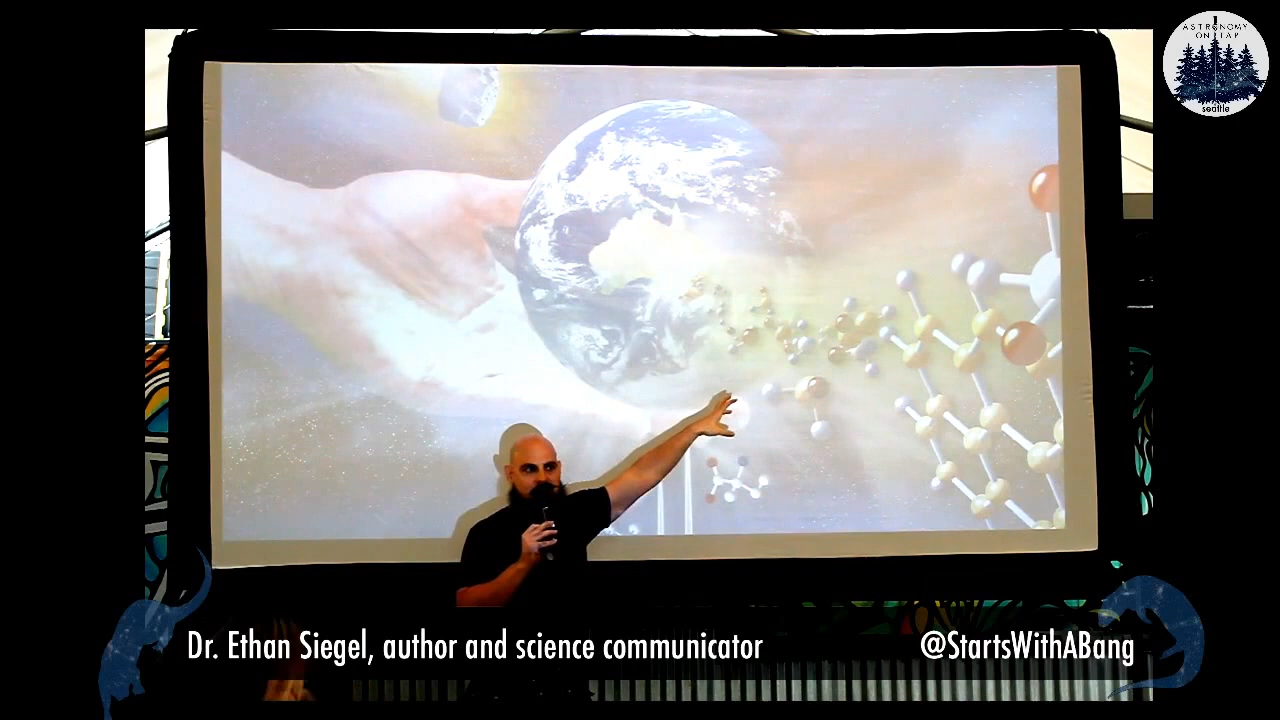 ASTRONOMY
ON TAP
seattle
Dr. Ethan Siegel, author and science communicator
@StartsWithABang